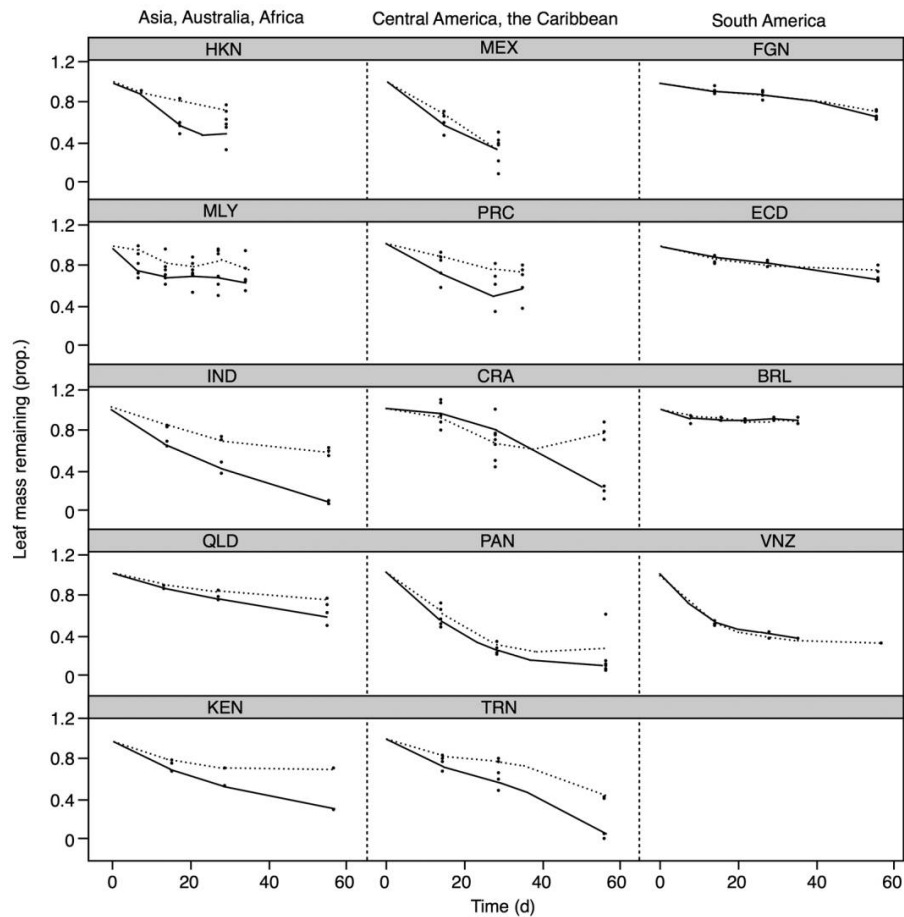 Asia, Australia, Africa Central America, the Caribbean South America
HKN MEX FGN
1.2
0.8
0.4
0
MLY PRC ECD
1.2
0.8
0.4
0
IND CRA BRL
1.2
0.8
0.4
0
QLD PAN VNZ
1.2
0.8
0.4
0
KEN TRN
1.2
0.8
0.4
0
0 20 40 60 0 20 40 60 0 20 40 60
Time (d)
Leaf mass remaining (prop.)